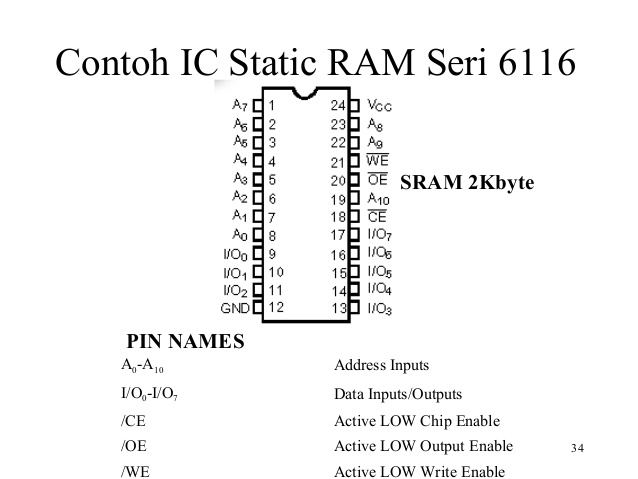 Contoh IC Static RAM Seri 6116
A7 1 24 VCC
A6 2 23 A8
A5 3 22 A9
A4 4 21 W̅E̅
A3 5 20 O̅E̅
A2 6 19 A10
A1 7 18 C̅E̅
A0 8 17 I/O7
I/O0 9 16 I/O6
I/O1 10 15 I/O5
I/O2 11 14 I/O4
GND 12 13 I/O3
SRAM 2Kbyte
PIN NAMES
A0-A10 Address Inputs
I/O0-I/O7 Data Inputs/Outputs
/CE Active LOW Chip Enable
/OE Active LOW Output Enable
/WE Active LOW Write Enable
34